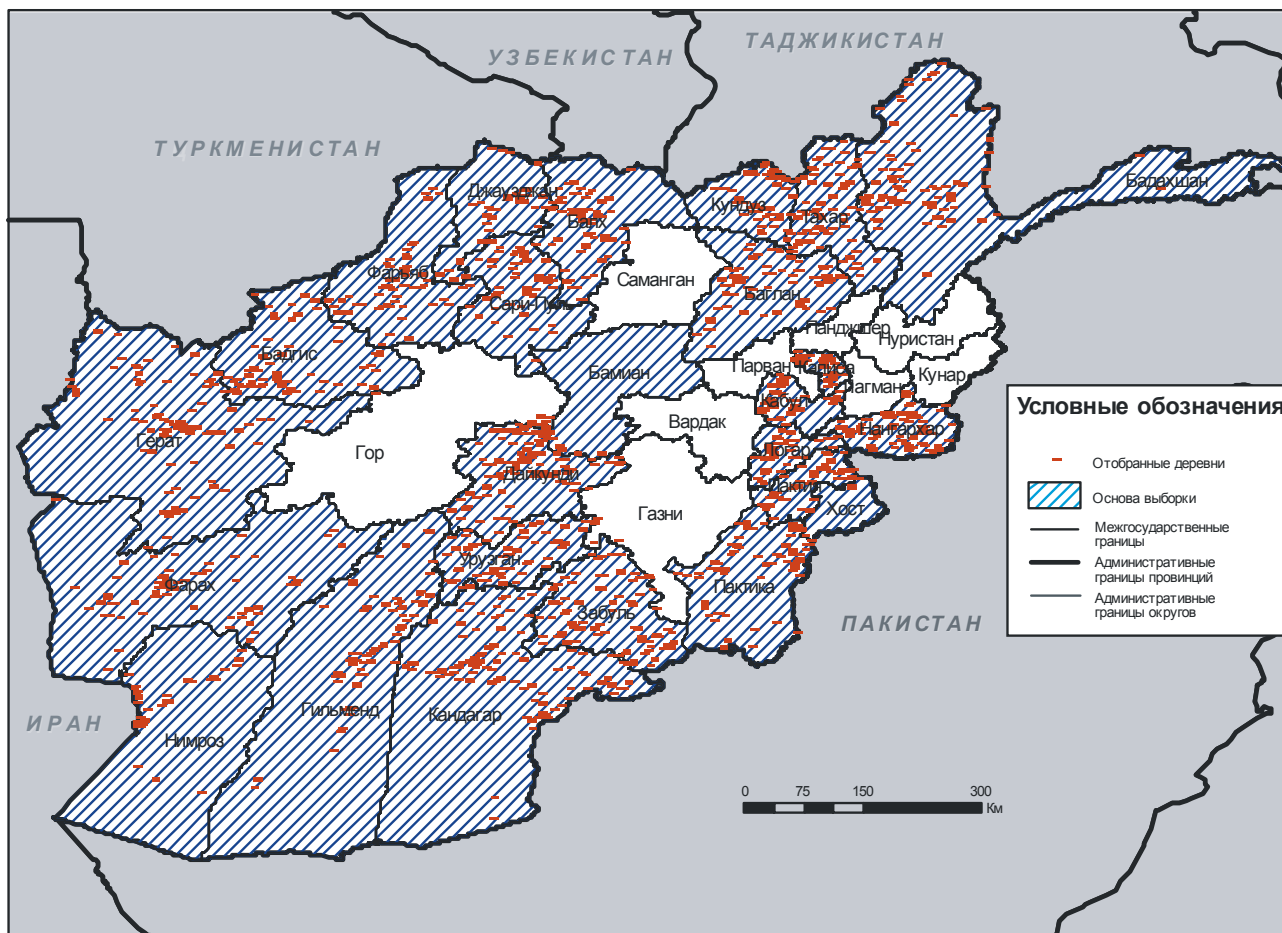 УЗБЕКИСТАН
ТАДЖИКИСТАН
ТУРКМЕНИСТАН
Джаузджан
Балх
Кундуз
Тахар
Бадахшан
Фарьяб
Сари-Пуль
Саманган
Баглан
Панджшер
Нуристан
Бадгис
Бамиан
Парван
Каписа
Лагман
Кунар
Кабул
Вардак
Нангархар
Герат
Гор
Дайкунди
Логар
Пактия
Хост
Газни
Урузган
Фарах
Забуль
Пактика
ПАКИСТАН
ИРАН
Нимроз
Гильменд
Кандагар
Условные обозначения
Отобранные деревни
Основа выборки
Межгосударственные
границы
Административные
границы провинций
Административные
границы округов
0 75 150 300
Км